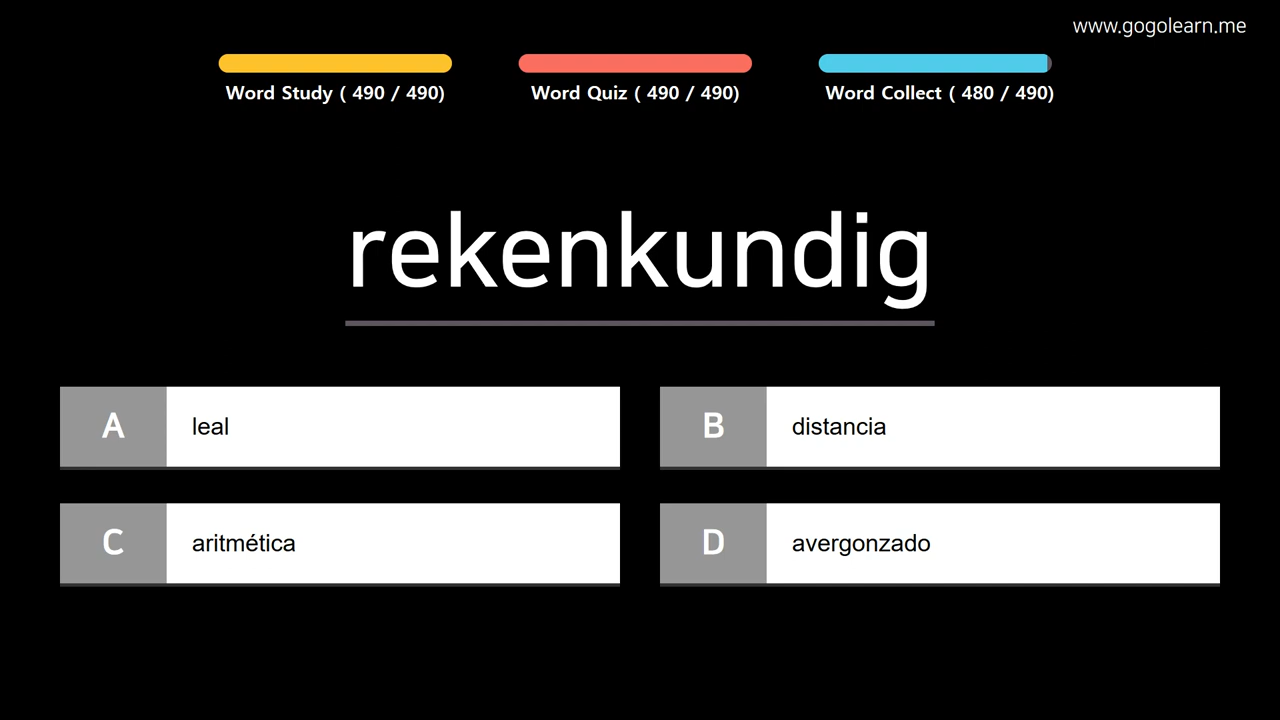 www.gogolearn.me
Word Study ( 490 / 490)
Word Quiz ( 490 / 490)
Word Collect ( 480 / 490)
rekenkundig
A leal
B distancia
C aritmética
D avergonzado